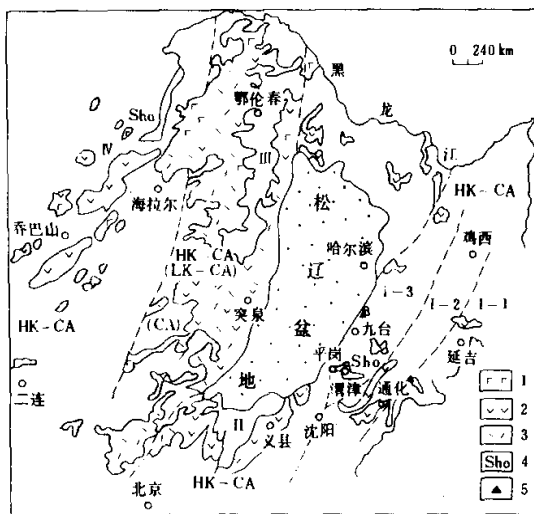 0 240 km
黑
龙
江
鄂伦春
Sho
Ⅳ
Ⅲ
海拉尔
乔巴山
松
辽
盆
地
HK-CA
鸡西
哈尔滨
HK-CA
(LK-CA)
突泉
HK-CA
(CA)
Ⅰ-3
Ⅰ-2
Ⅰ-1
九台
平岗
Sho
渭津
通化
延吉
二连
Ⅱ
义县
沈阳
HK-CA
北京
1
2
3
Sho 4
5